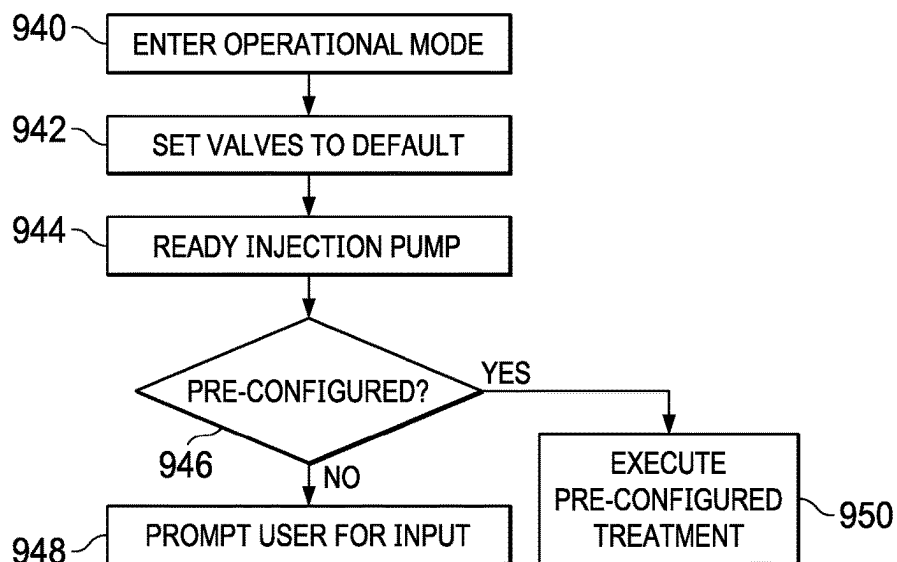 940
ENTER OPERATIONAL MODE
942
SET VALVES TO DEFAULT
944
READY INJECTION PUMP
PRE-CONFIGURED?
YES
946
NO
948
PROMPT USER FOR INPUT
EXECUTE
PRE-CONFIGURED
TREATMENT
950